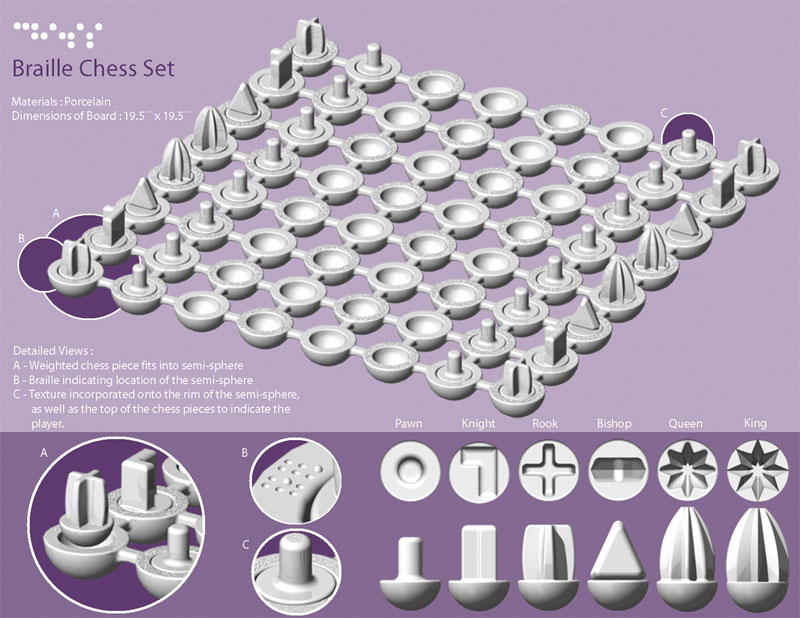 Braille Chess Set
Materials : Porcelain
Dimensions of Board : 19.5´´ x 19.5´´
C
A
B
Detailed Views :
A - Weighted chess piece fits into semi-sphere
B - Braille indicating location of the semi-sphere
C - Texture incorporated onto the rim of the semi-sphere,
as well as the top of the chess pieces to indicate the
player.
Pawn Knight Rook Bishop Queen King
A
B
C